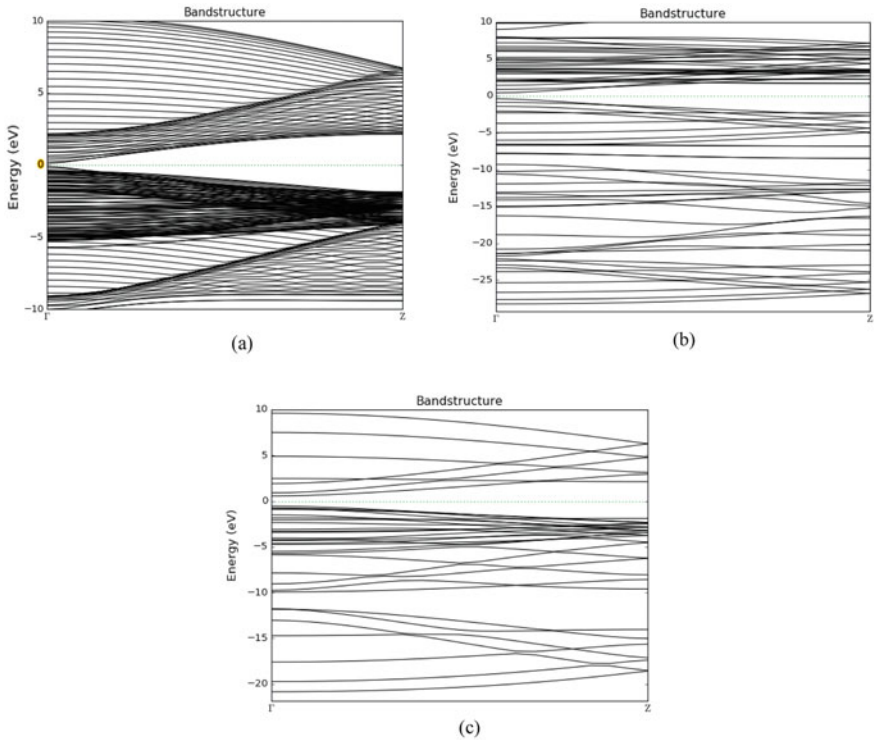 Bandstructure
10
5
0
−5
−10
Energy (eV)
Γ
Z
(a)
Bandstructure
10
5
0
−5
−10
−15
−20
−25
Energy (eV)
Γ
Z
(b)
Bandstructure
10
5
0
−5
−10
−15
−20
Energy (eV)
Γ
Z
(c)